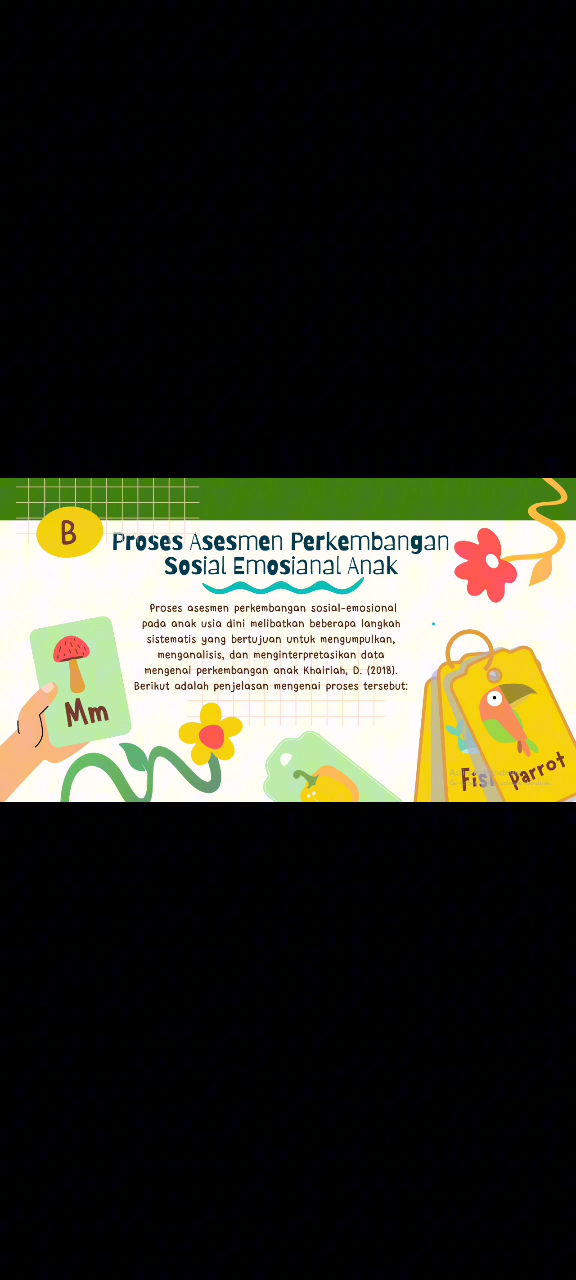 B
Proses Asesmen Perkembangan
Sosial Emosianal Anak
Proses asesmen perkembangan sosial-emosional
pada anak usia dini melibatkan beberapa langkah
sistematis yang bertujuan untuk mengumpulkan,
menganalisis, dan menginterpretasikan data
mengenai perkembangan anak Khairiah, D. (2018).
Berikut adalah penjelasan mengenai proses tersebut:
Mm
Parrot